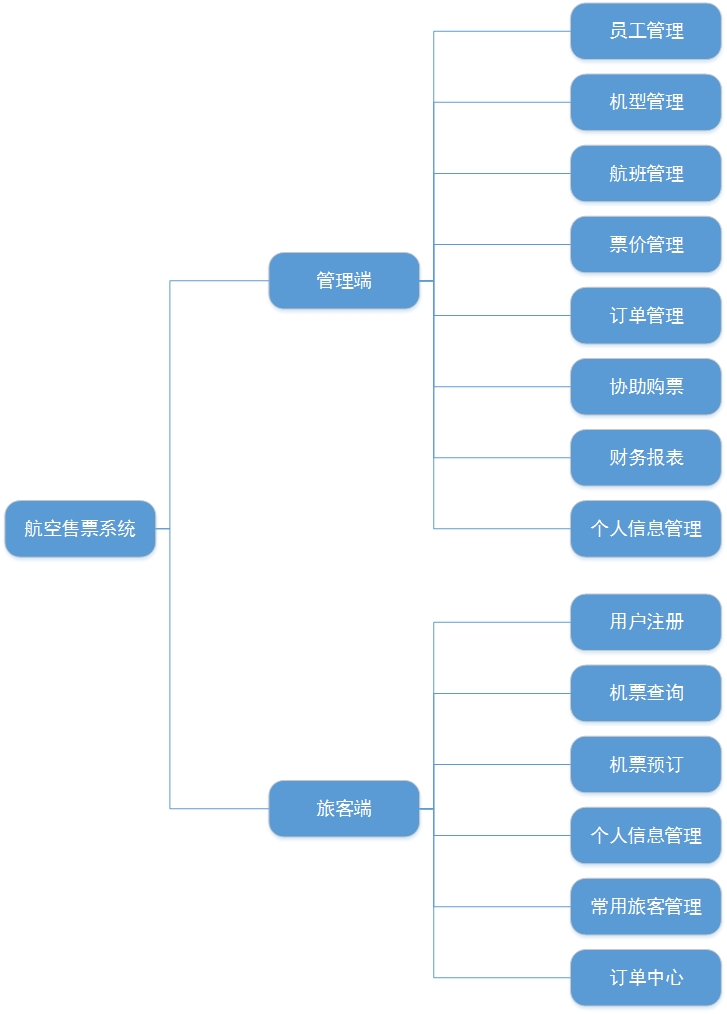 航空售票系统
管理端
员工管理
机型管理
航班管理
票价管理
订单管理
协助购票
财务报表
个人信息管理
旅客端
用户注册
机票查询
机票预订
个人信息管理
常用旅客管理
订单中心